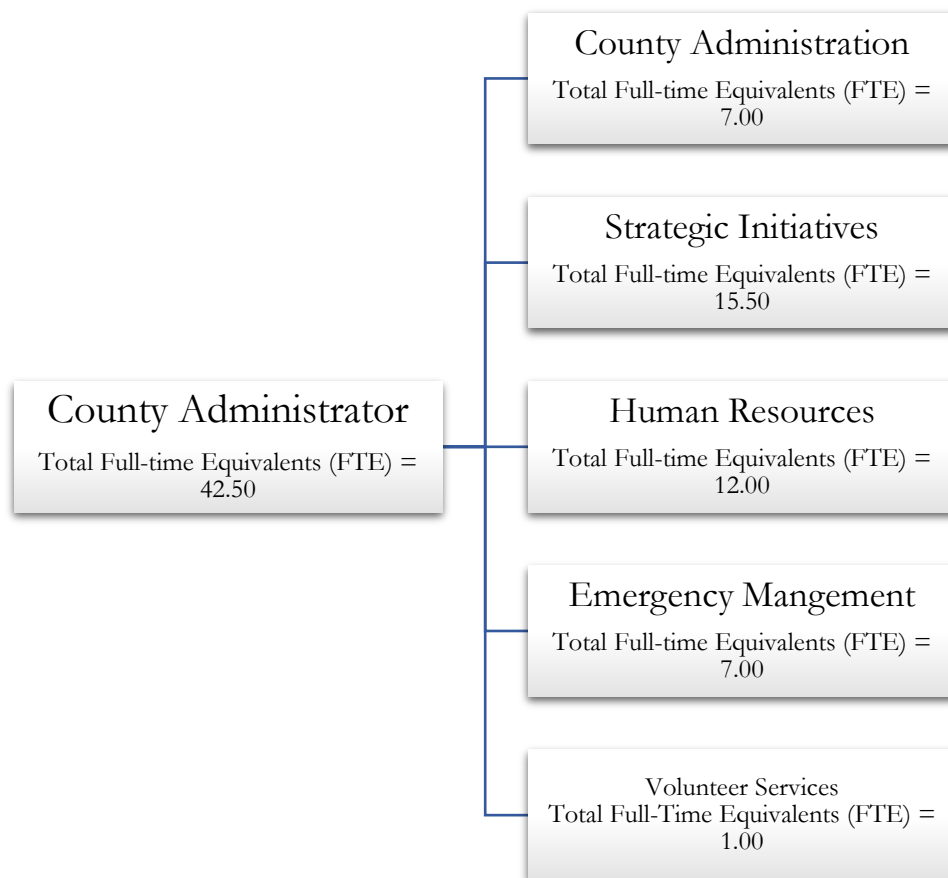 County Administrator
Total Full-time Equivalents (FTE) =
42.50
County Administration
Total Full-time Equivalents (FTE) =
7.00
Strategic Initiatives
Total Full-time Equivalents (FTE) =
15.50
Human Resources
Total Full-time Equivalents (FTE) =
12.00
Emergency Mangement
Total Full-time Equivalents (FTE) =
7.00
Volunteer Services
Total Full-Time Equivalents (FTE) =
1.00